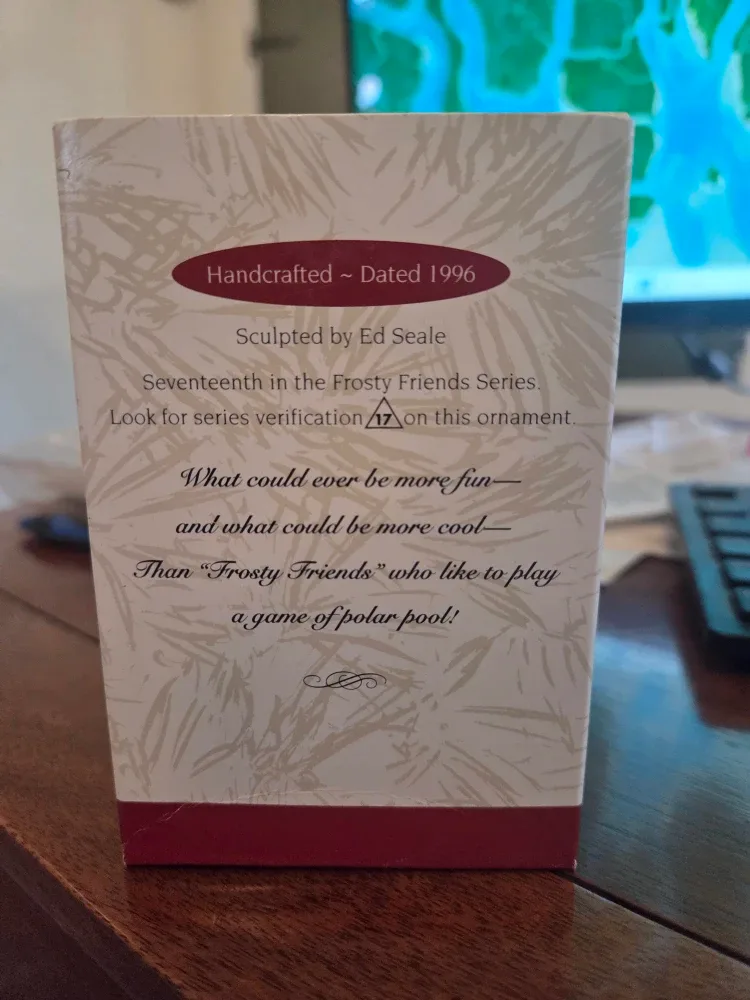 Handcrafted ~ Dated 1996
Sculpted by Ed Seale
Seventeenth in the Frosty Friends Series.
Look for series verification 17 on this ornament.
What could ever be more fun—
and what could be more cool—
Than “Frosty Friends” who like to play
a game of polar pool!